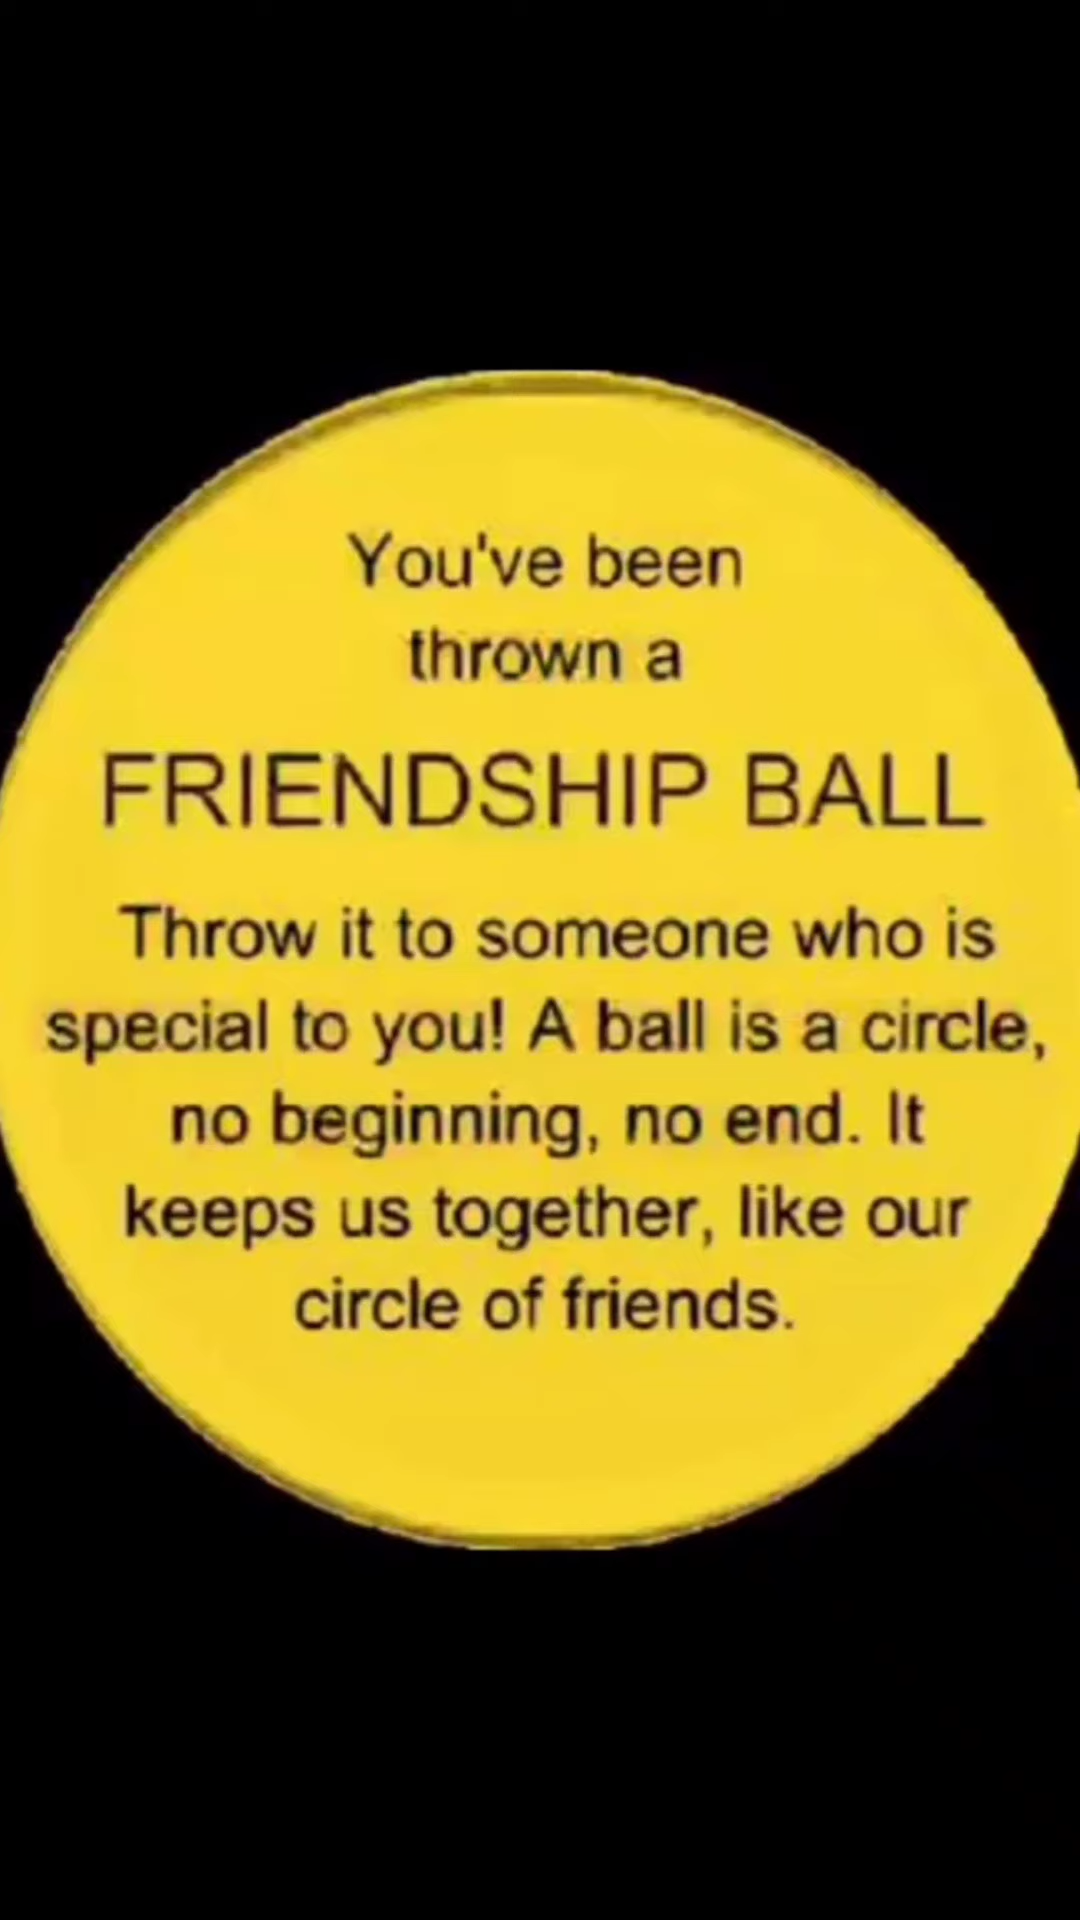 You've been
thrown a
FRIENDSHIP BALL
Throw it to someone who is
special to you! A ball is a circle,
no beginning, no end. It
keeps us together, like our
circle of friends.